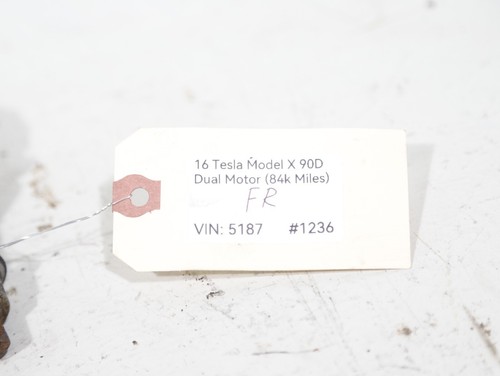 16 Tesla Model X 90D
Dual Motor (84k Miles)
FR
VIN: 5187 #1236